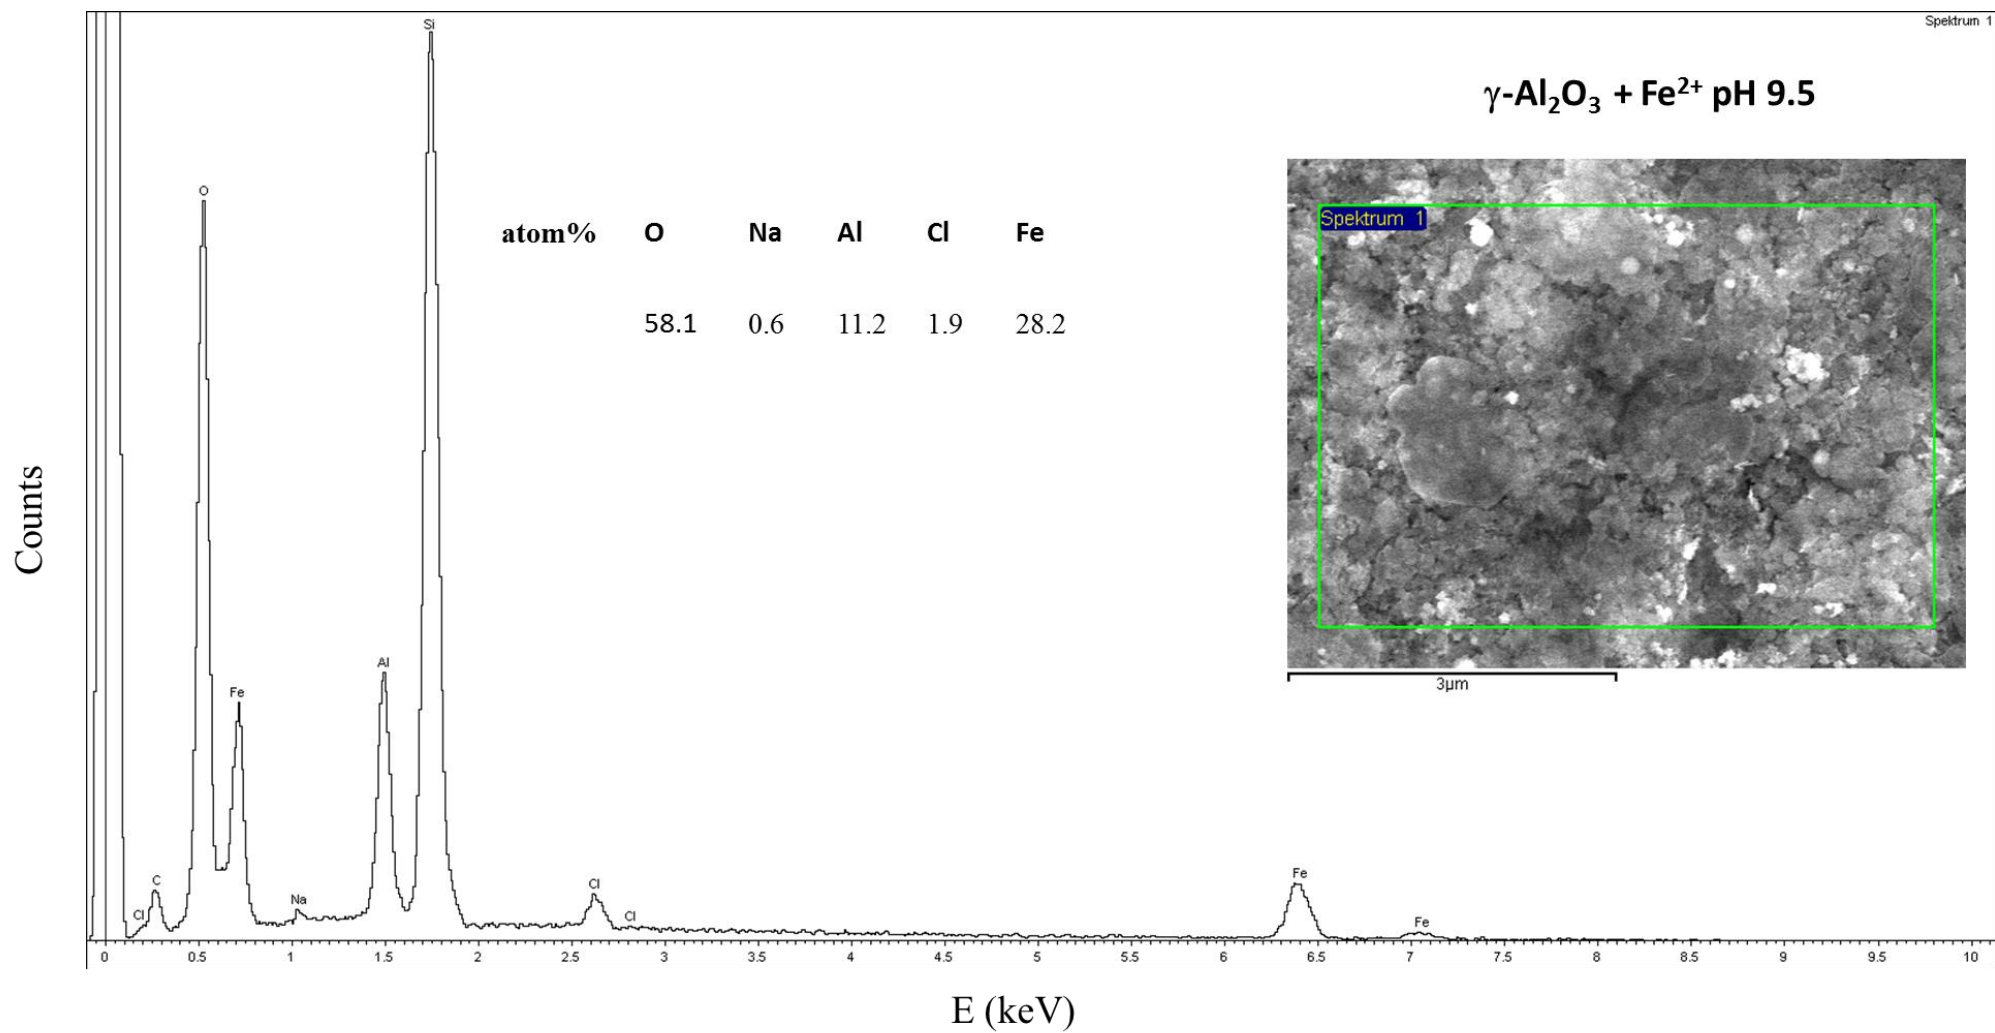 Spektrum 1
Si
γ-Al₂O₃ + Fe²⁺ pH 9.5
O
atom% O Na Al Cl Fe
58.1 0.6 11.2 1.9 28.2
Spektrum 1
Al
Fe
3µm
Counts
C
Cl
Na
Cl
Cl
Fe
Fe
0 0.5 1 1.5 2 2.5 3 3.5 4 4.5 5 5.5 6 6.5 7 7.5 8 8.5 9 9.5 10
E (keV)